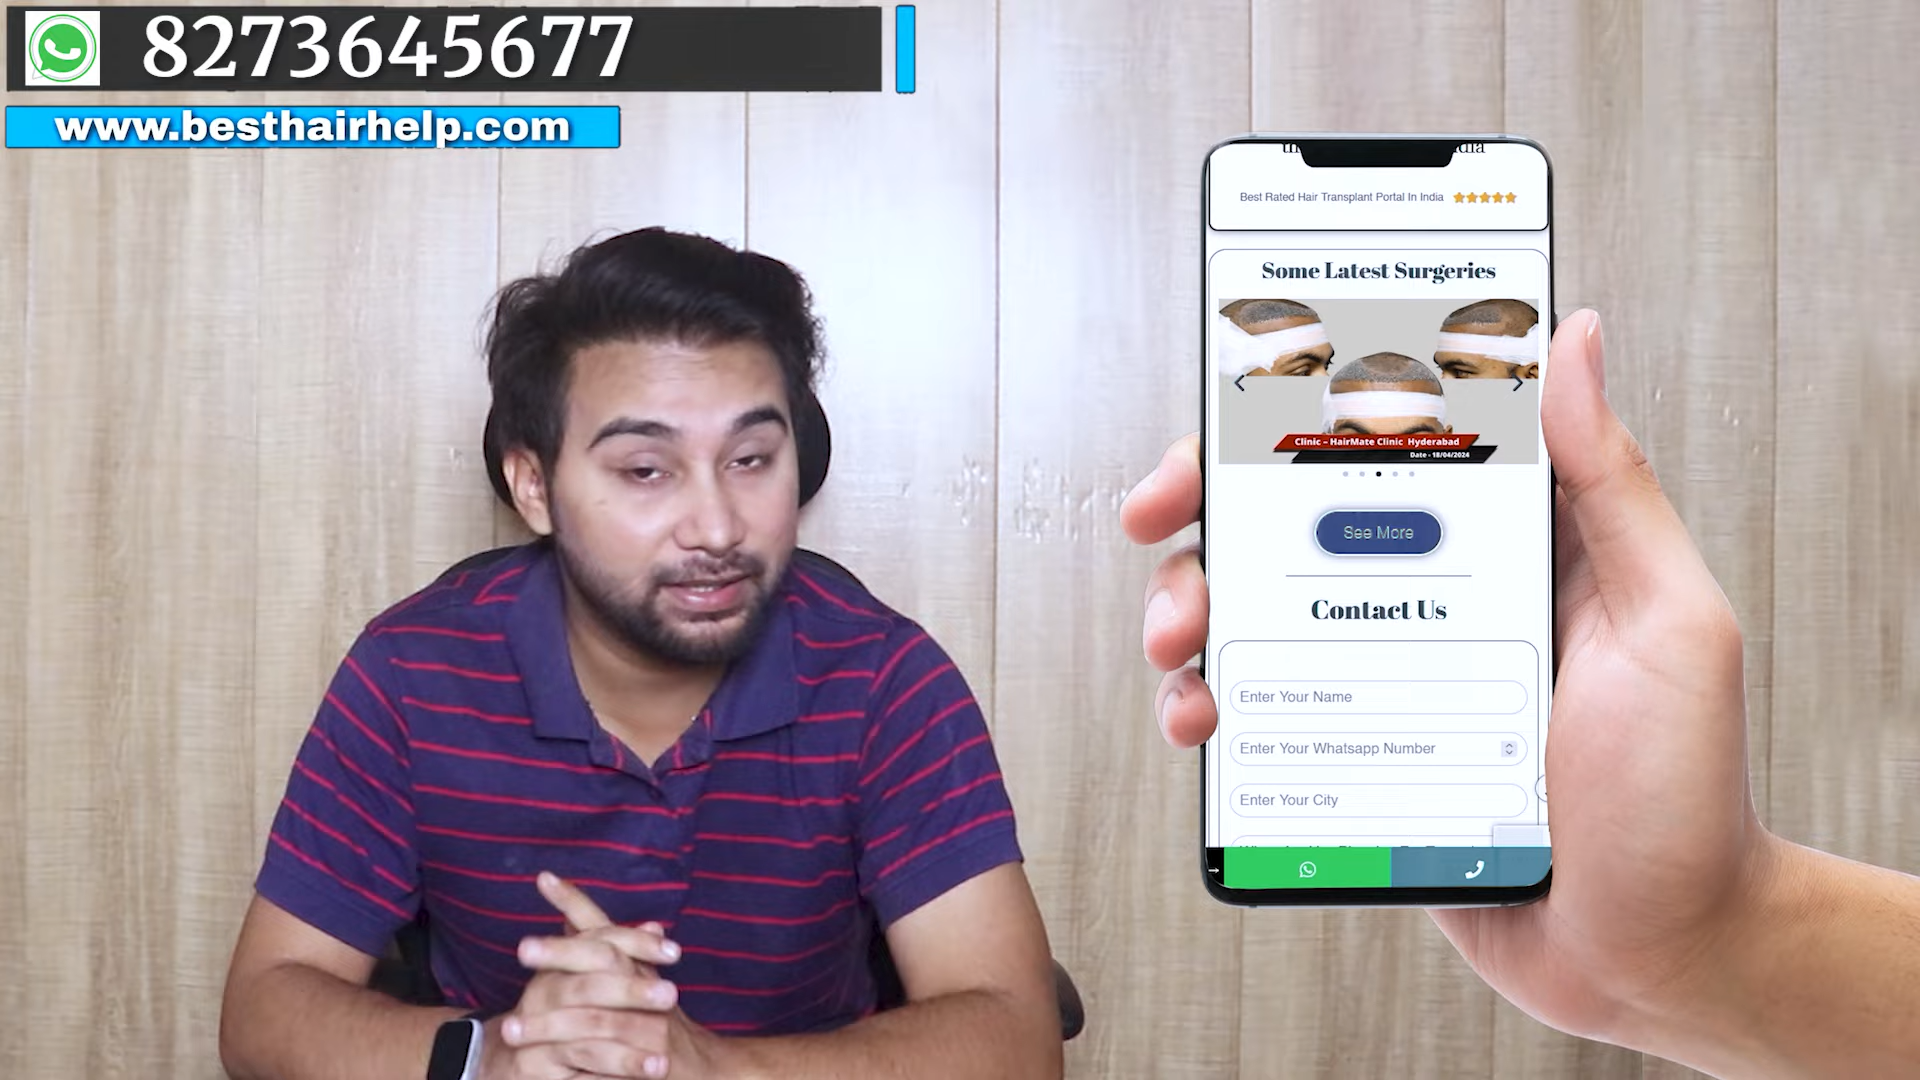 8273645677
www.besthairhelp.com
Best Rated Hair Transplant Portal In India
Some Latest Surgeries
Clinic – HairMate Clinic Hyderabad
Date - 18/04/2024
See More
Contact Us
Enter Your Name
Enter Your Whatsapp Number
Enter Your City